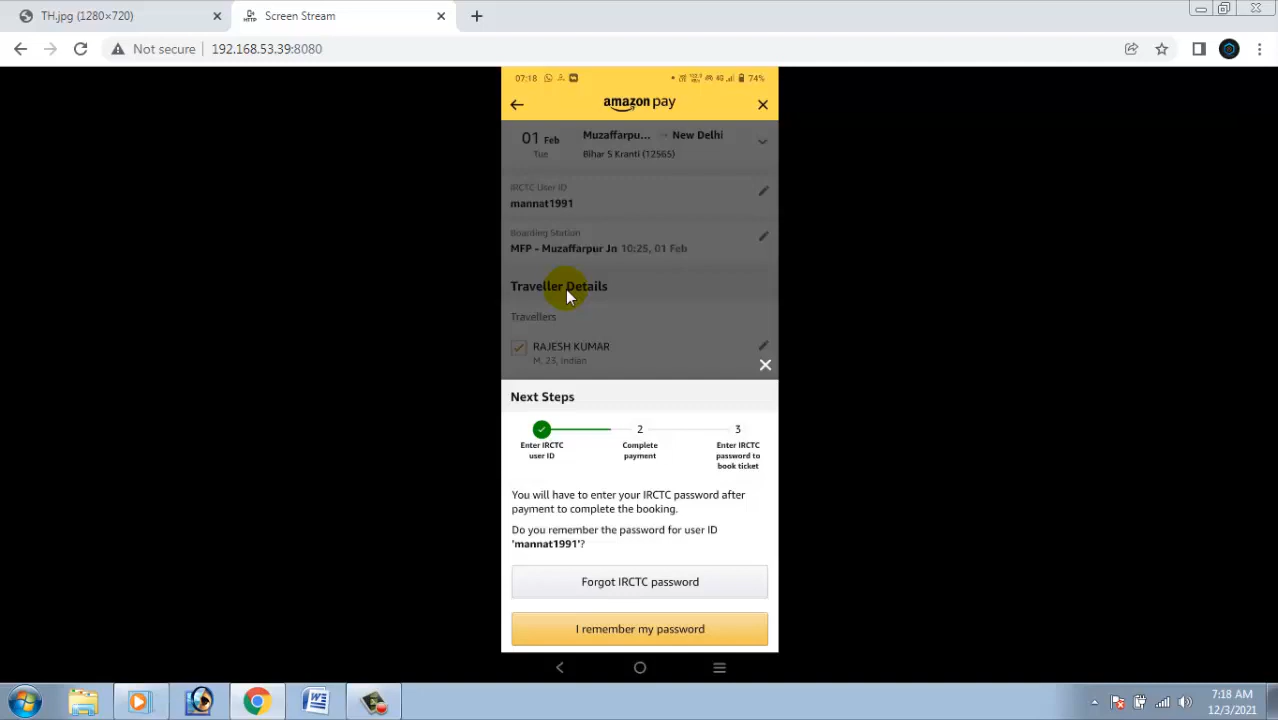 TH.jpg (1280×720)
Screen Stream
HTTP
Not secure
192.168.53.39:8080
07:18
4G
74%
amazon pay
01 Feb
Tue
Muzaffarpu... → New Delhi
Bihar S Kranti (12565)
IRCTC User ID
mannat1991
Boarding Station
MFP - Muzaffarpur Jn 10:25, 01 Feb
Traveller Details
Travellers
RAJESH KUMAR
M, 23, Indian
Next Steps
2
3
Enter IRCTC
user ID
Complete
payment
Enter IRCTC
password to
book ticket
You will have to enter your IRCTC password after
payment to complete the booking.
Do you remember the password for user ID
'mannat1991'?
Forgot IRCTC password
I remember my password
7:18 AM
12/3/2021